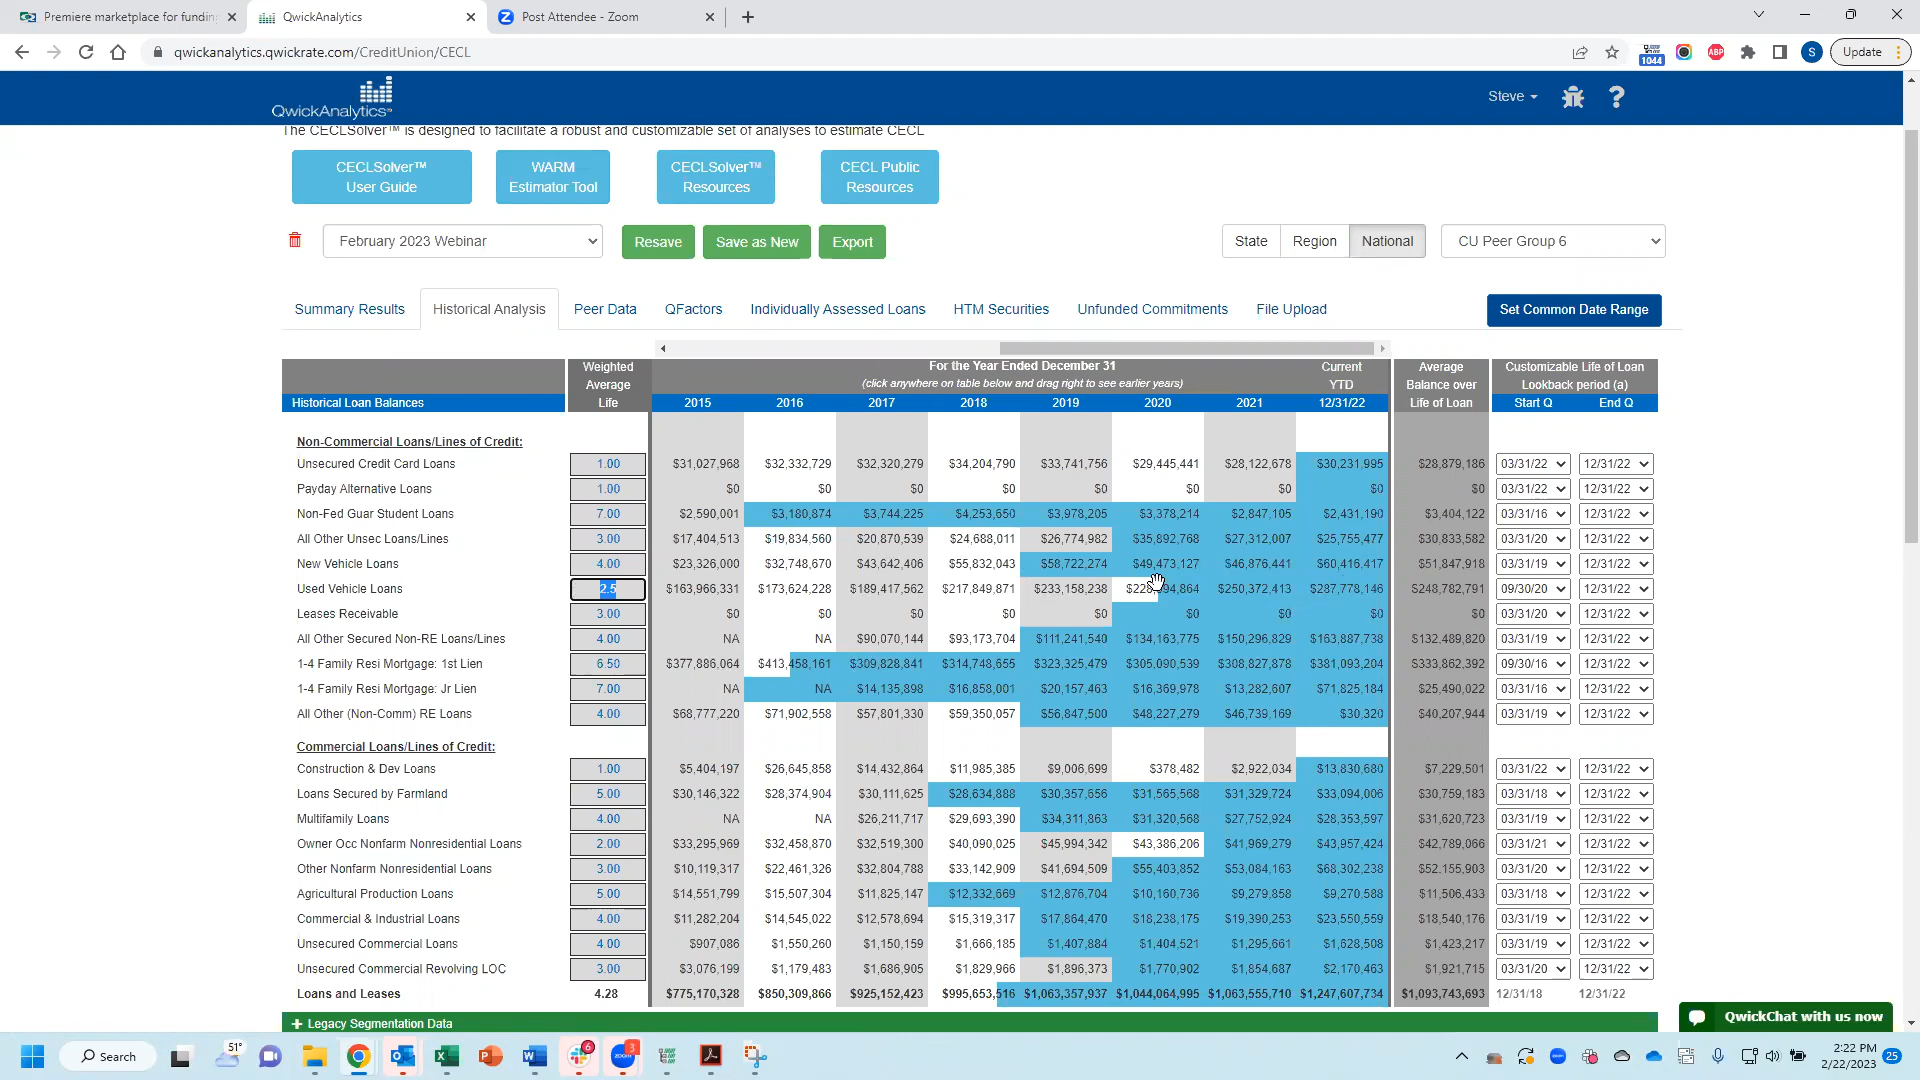 Premiere marketplace for fundin
QwickAnalytics
Post Attendee - Zoom
qwickanalytics.qwickrate.com/CreditUnion/CECL
1044
ABP
S
Update
QwickAnalytics™
Steve
?
The CECLSolver™ is designed to facilitate a robust and customizable set of analyses to estimate CECL
CECLSolver™ User Guide
WARM Estimator Tool
CECLSolver™ Resources
CECL Public Resources
February 2023 Webinar
Resave
Save as New
Export
State
Region
National
CU Peer Group 6
Summary Results
Historical Analysis
Peer Data
QFactors
Individually Assessed Loans
HTM Securities
Unfunded Commitments
File Upload
Set Common Date Range
Weighted Average Life
For the Year Ended December 31
(click anywhere on table below and drag right to see earlier years)
Current YTD
Average Balance over Life of Loan
Customizable Life of Loan Lookback period (a)
Historical Loan Balances 2015 2016 2017 2018 2019 2020 2021 12/31/22 Start Q End Q
Non-Commercial Loans/Lines of Credit:
Unsecured Credit Card Loans 1.00 $31,027,968 $32,332,729 $32,320,279 $34,204,790 $33,741,756 $29,445,441 $28,122,678 $30,231,995 $28,879,186 03/31/22 12/31/22
Payday Alternative Loans 1.00 $0 $0 $0 $0 $0 $0 $0 $0 $0 03/31/22 12/31/22
Non-Fed Guar Student Loans 7.00 $2,590,001 $3,180,874 $3,744,225 $4,253,650 $3,978,205 $3,378,214 $2,847,105 $2,431,190 $3,404,122 03/31/16 12/31/22
All Other Unsec Loans/Lines 3.00 $17,404,513 $19,834,560 $20,870,539 $24,688,011 $26,774,982 $35,892,768 $27,312,007 $25,755,477 $30,833,582 03/31/20 12/31/22
New Vehicle Loans 4.00 $23,326,000 $32,748,670 $43,642,406 $55,832,043 $58,722,274 $49,473,127 $46,876,441 $60,416,417 $51,847,918 03/31/19 12/31/22
Used Vehicle Loans 2.5 $163,966,331 $173,624,228 $189,417,562 $217,849,871 $233,158,238 $250,372,413 $287,778,146 $248,782,791 09/30/20 12/31/22
Leases Receivable 3.00 $0 $0 $0 $0 $0 $0 $0 $0 $0 03/31/20 12/31/22
All Other Secured Non-RE Loans/Lines 4.00 NA NA $90,070,144 $93,173,704 $111,241,540 $134,163,775 $150,296,829 $163,887,738 $132,489,820 03/31/19 12/31/22
1-4 Family Resi Mortgage: 1st Lien 6.50 $377,886,064 $413,458,161 $309,828,841 $314,748,655 $323,325,479 $305,090,539 $308,827,878 $381,093,204 $333,862,392 09/30/16 12/31/22
1-4 Family Resi Mortgage: Jr Lien 7.00 NA NA $14,135,898 $16,858,001 $20,157,463 $16,369,978 $13,282,607 $71,825,184 $25,490,022 03/31/16 12/31/22
All Other (Non-Comm) RE Loans 4.00 $68,777,220 $71,902,558 $57,801,330 $59,350,057 $56,847,500 $48,227,279 $46,739,169 $30,320 $40,207,944 03/31/19 12/31/22
Commercial Loans/Lines of Credit:
Construction & Dev Loans 1.00 $5,404,197 $26,645,858 $14,432,864 $11,985,385 $9,006,699 $378,482 $2,922,034 $13,830,680 $7,229,501 03/31/22 12/31/22
Loans Secured by Farmland 5.00 $30,146,322 $28,374,904 $30,111,625 $28,634,888 $30,357,656 $31,565,568 $31,329,724 $33,094,006 $30,759,183 03/31/18 12/31/22
Multifamily Loans 4.00 NA NA $26,211,717 $29,693,390 $34,311,863 $31,320,568 $27,752,924 $28,353,597 $31,620,723 03/31/19 12/31/22
Owner Occ Nonfarm Nonresidential Loans 2.00 $33,295,969 $32,458,870 $32,519,300 $40,090,025 $45,994,342 $43,386,206 $41,969,279 $43,957,424 $42,789,066 03/31/21 12/31/22
Other Nonfarm Nonresidential Loans 3.00 $10,119,317 $22,461,326 $32,804,788 $33,142,909 $41,694,509 $55,403,852 $53,084,163 $68,302,238 $52,155,903 03/31/20 12/31/22
Agricultural Production Loans 5.00 $14,551,799 $15,507,304 $11,825,147 $12,332,669 $12,876,704 $10,160,736 $9,279,858 $9,270,588 $11,506,433 03/31/18 12/31/22
Commercial & Industrial Loans 4.00 $11,282,204 $14,545,022 $12,578,694 $15,319,317 $17,864,470 $18,238,175 $19,390,253 $23,550,559 $18,540,176 03/31/19 12/31/22
Unsecured Commercial Loans 4.00 $907,086 $1,550,260 $1,150,159 $1,666,185 $1,407,884 $1,404,521 $1,295,661 $1,628,508 $1,423,217 03/31/19 12/31/22
Unsecured Commercial Revolving LOC 3.00 $3,076,199 $1,179,483 $1,686,905 $1,829,966 $1,896,373 $1,770,902 $1,854,687 $2,170,463 $1,921,715 03/31/20 12/31/22
Loans and Leases 4.28 $775,170,328 $850,309,866 $925,152,423 $995,653,516 $1,063,357,937 $1,044,064,995 $1,063,555,710 $1,247,607,734 $1,093,743,693 12/31/18 12/31/22
+ Legacy Segmentation Data
QwickChat with us now
Search
51°
6
3
2:22 PM
2/22/2023
25